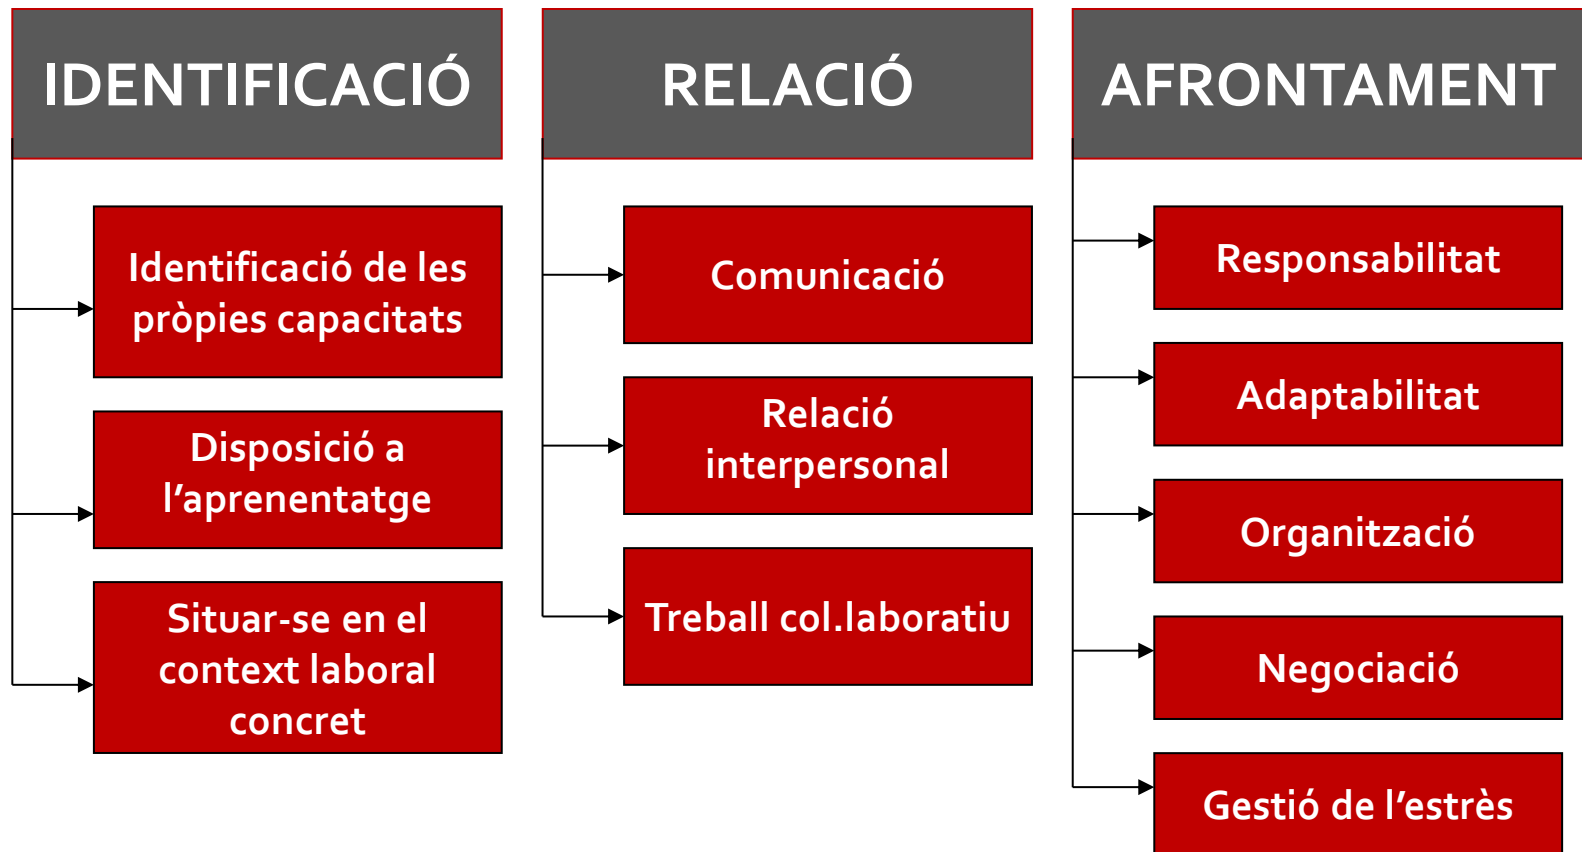 IDENTIFICACIÓ
Identificació de les
pròpies capacitats
Disposició a
l’aprenentatge
Situar-se en el
context laboral
concret
RELACIÓ
Comunicació
Relació
interpersonal
Treball col.laboratiu
AFRONTAMENT
Responsabilitat
Adaptabilitat
Organització
Negociació
Gestió de l’estrès